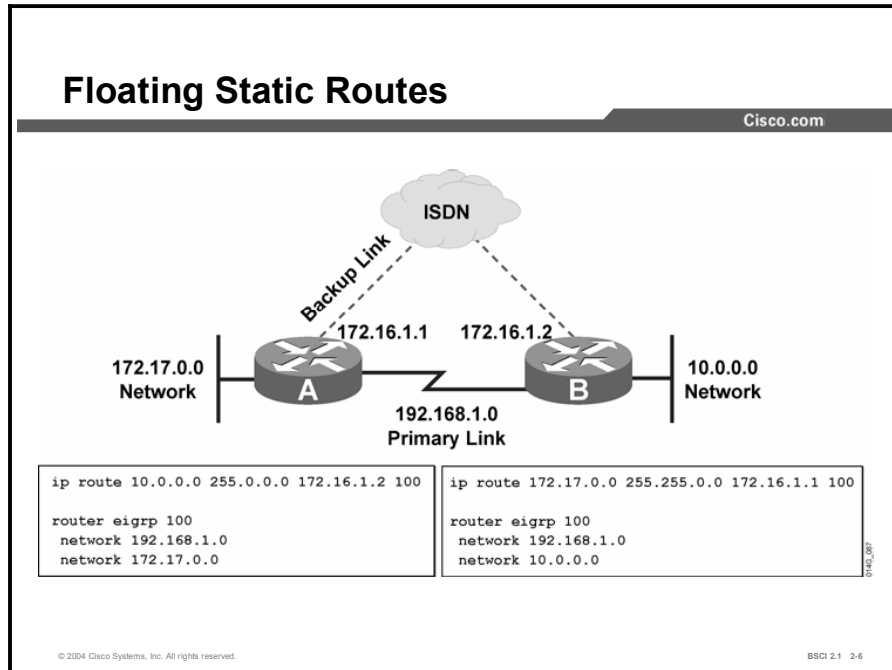 Floating Static Routes
Cisco.com
ISDN
Backup Link
172.16.1.1
172.16.1.2
172.17.0.0
Network
A
B
10.0.0.0
Network
192.168.1.0
Primary Link
ip route 10.0.0.0 255.0.0.0 172.16.1.2 100
router eigrp 100
network 192.168.1.0
network 172.17.0.0
ip route 172.17.0.0 255.255.0.0 172.16.1.1 100
router eigrp 100
network 192.168.1.0
network 10.0.0.0
014G_087
© 2004 Cisco Systems, Inc. All rights reserved.
BSCI 2.1 2-6